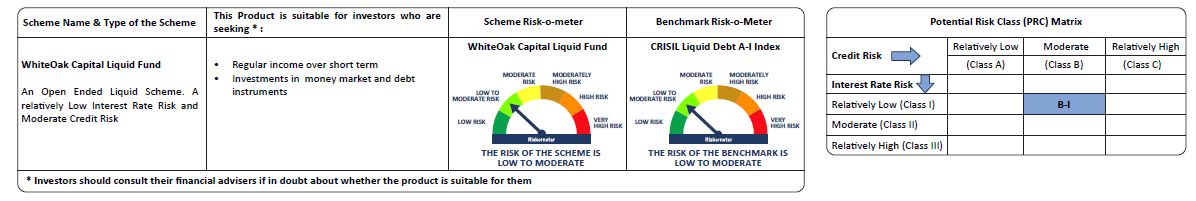 Scheme Name & Type of the Scheme
This Product is suitable for investors who are
seeking * :
Scheme Risk-o-meter
Benchmark Risk-o-Meter
WhiteOak Capital Liquid Fund
An Open Ended Liquid Scheme. A
relatively Low Interest Rate Risk and
Moderate Credit Risk
• Regular income over short term
• Investments in money market and debt
instruments
WhiteOak Capital Liquid Fund
LOW RISK
LOW TO
MODERATE RISK
MODERATE
RISK
MODERATELY
HIGH RISK
HIGH RISK
VERY
HIGH RISK
Riskometer
THE RISK OF THE SCHEME IS
LOW TO MODERATE
CRISIL Liquid Debt A-I Index
LOW RISK
LOW TO
MODERATE RISK
MODERATE
RISK
MODERATELY
HIGH RISK
HIGH RISK
VERY
HIGH RISK
Riskometer
THE RISK OF THE BENCHMARK IS
LOW TO MODERATE
* Investors should consult their financial advisers if in doubt about whether the product is suitable for them
Potential Risk Class (PRC) Matrix
Credit Risk
Relatively Low
(Class A)
Moderate
(Class B)
Relatively High
(Class C)
Interest Rate Risk
Relatively Low (Class I)
B-I
Moderate (Class II)
Relatively High (Class III)